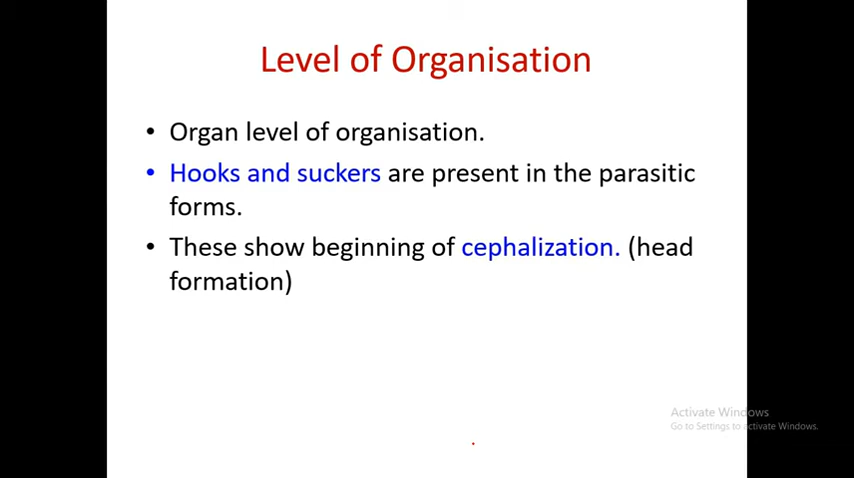 Level of Organisation
• Organ level of organisation.
• Hooks and suckers are present in the parasitic
forms.
• These show beginning of cephalization. (head
formation)
Activate Windows
Go to Settings to activate Windows.